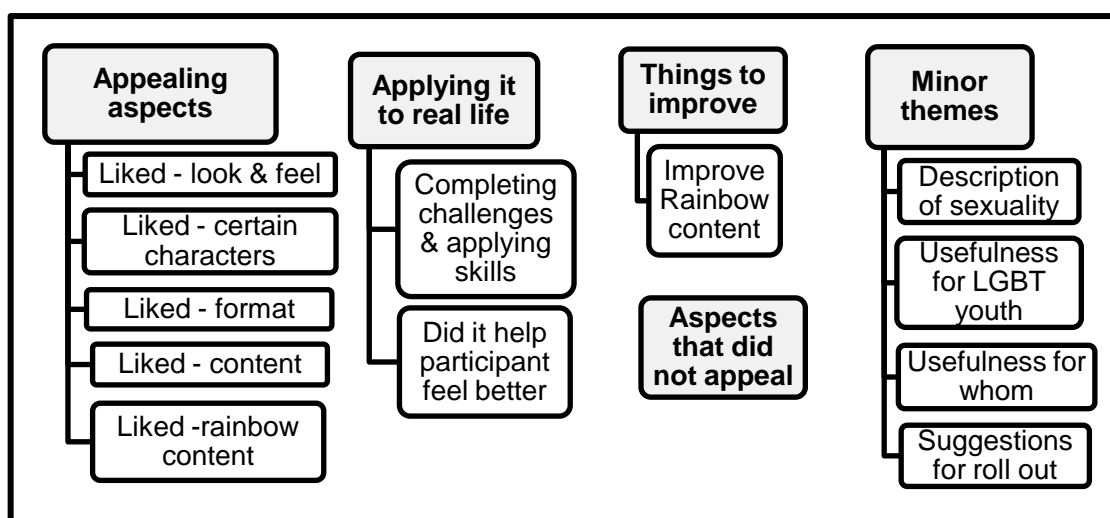 Appealing
aspects
Liked - look & feel
Liked - certain
characters
Liked - format
Liked - content
Liked -rainbow
content
Applying it
to real life
Completing
challenges
& applying
skills
Did it help
participant
feel better
Things to
improve
Improve
Rainbow
content
Aspects
that did
not appeal
Minor
themes
Description
of sexuality
Usefulness
for LGBT
youth
Usefulness for
whom
Suggestions
for roll out